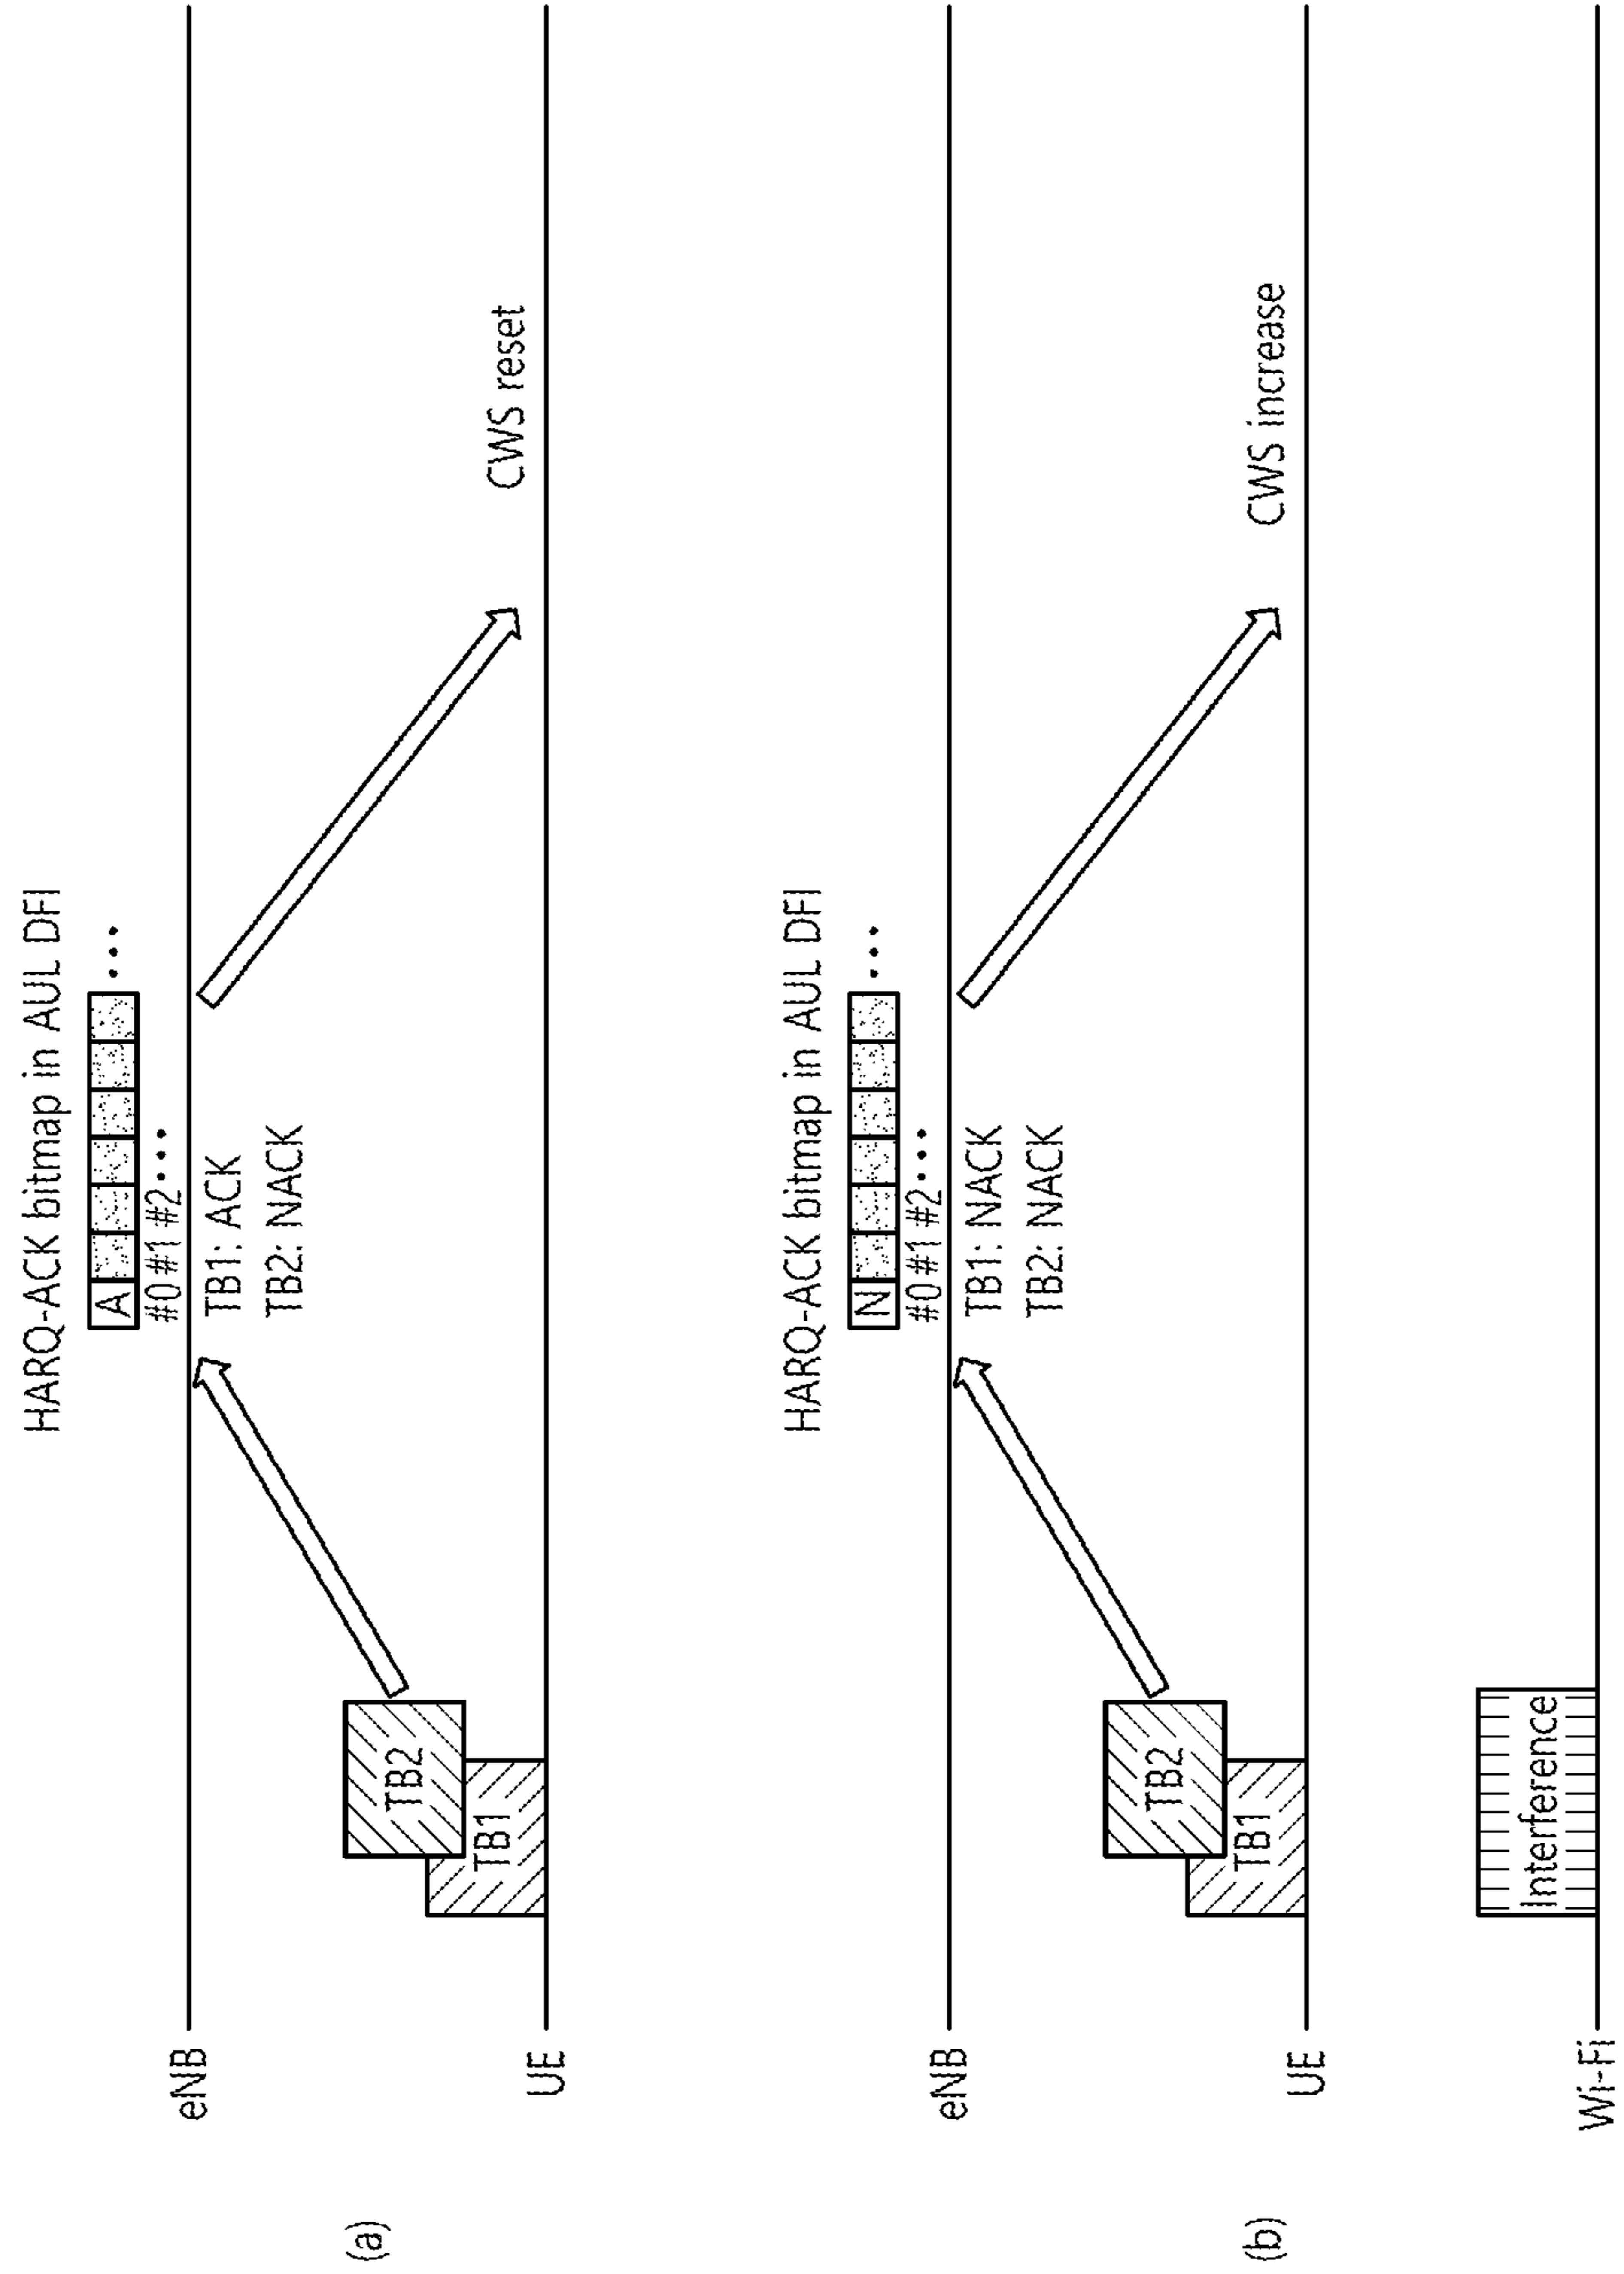 (a)
HARQ-ACK bitmap in AUL DFI
A
...
#0 #1 #2 ...
eNB
TB1: ACK
TB2: NACK
TB2
TB1
CWS reset
UE
(b)
HARQ-ACK bitmap in AUL DFI
N
...
#0 #1 #2 ...
eNB
TB1: NACK
TB2: NACK
TB2
TB1
CWS increase
UE
Interference
Wi-Fi